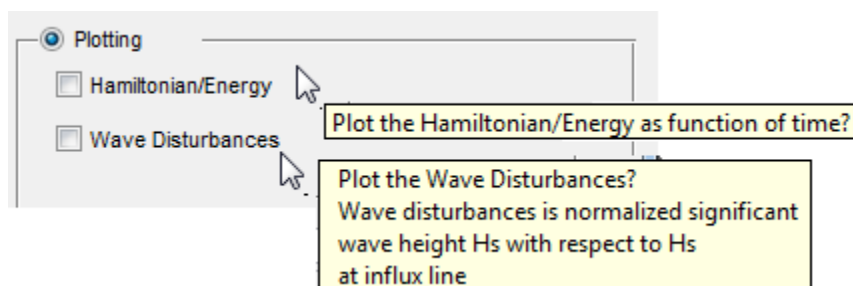 Plotting
Hamiltonian/Energy
Plot the Hamiltonian/Energy as function of time?
Wave Disturbances
Plot the Wave Disturbances?
Wave disturbances is normalized significant
wave height Hs with respect to Hs
at influx line